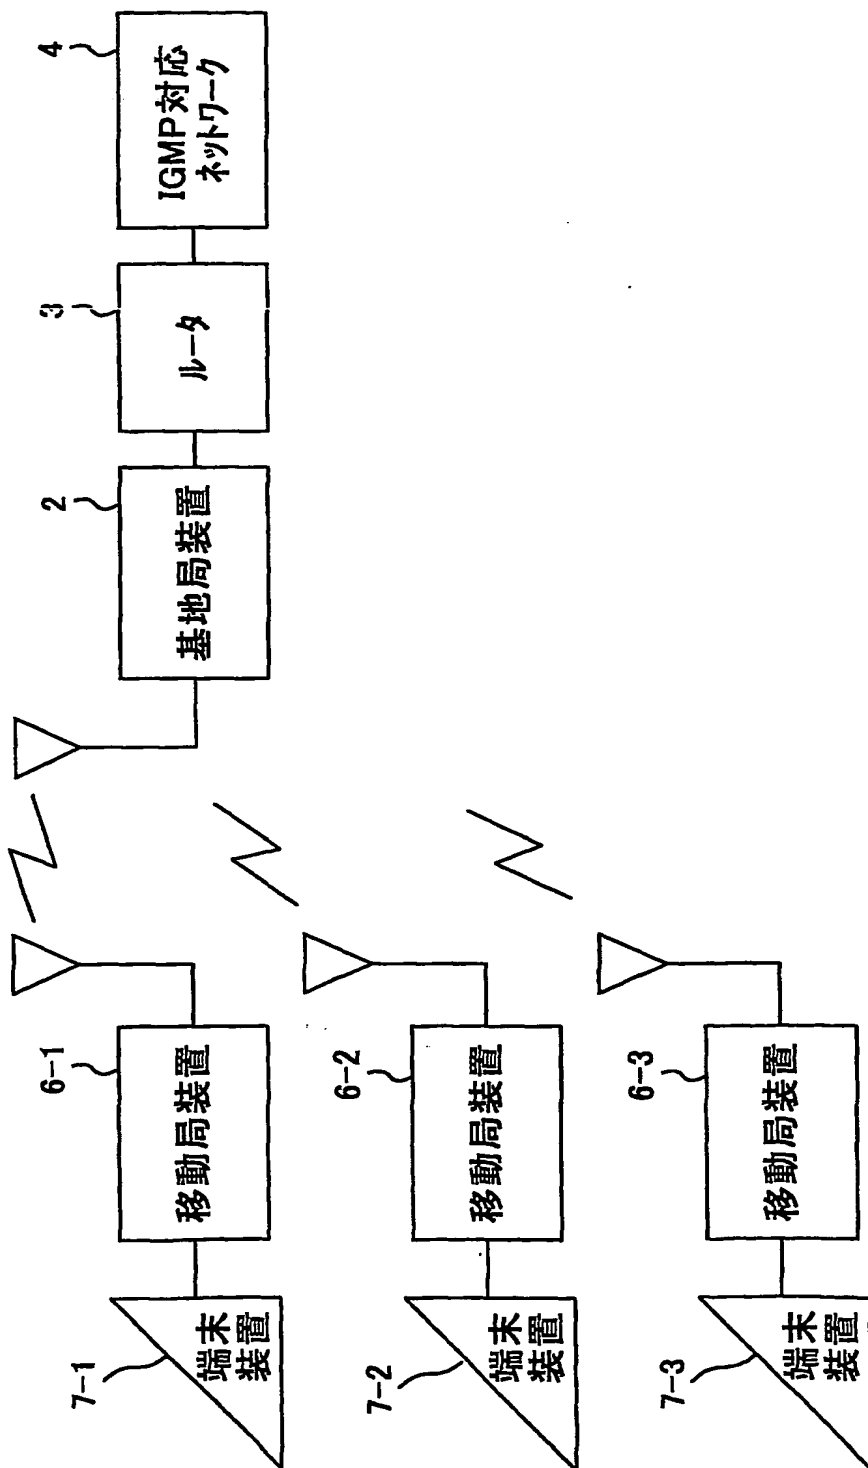 7-1
端末
装置
6-1
移動局装置
2
基地局装置
3
ルータ
4
IGMP対応
ネットワーク
7-2
端末
装置
6-2
移動局装置
7-3
端末
装置
6-3
移動局装置